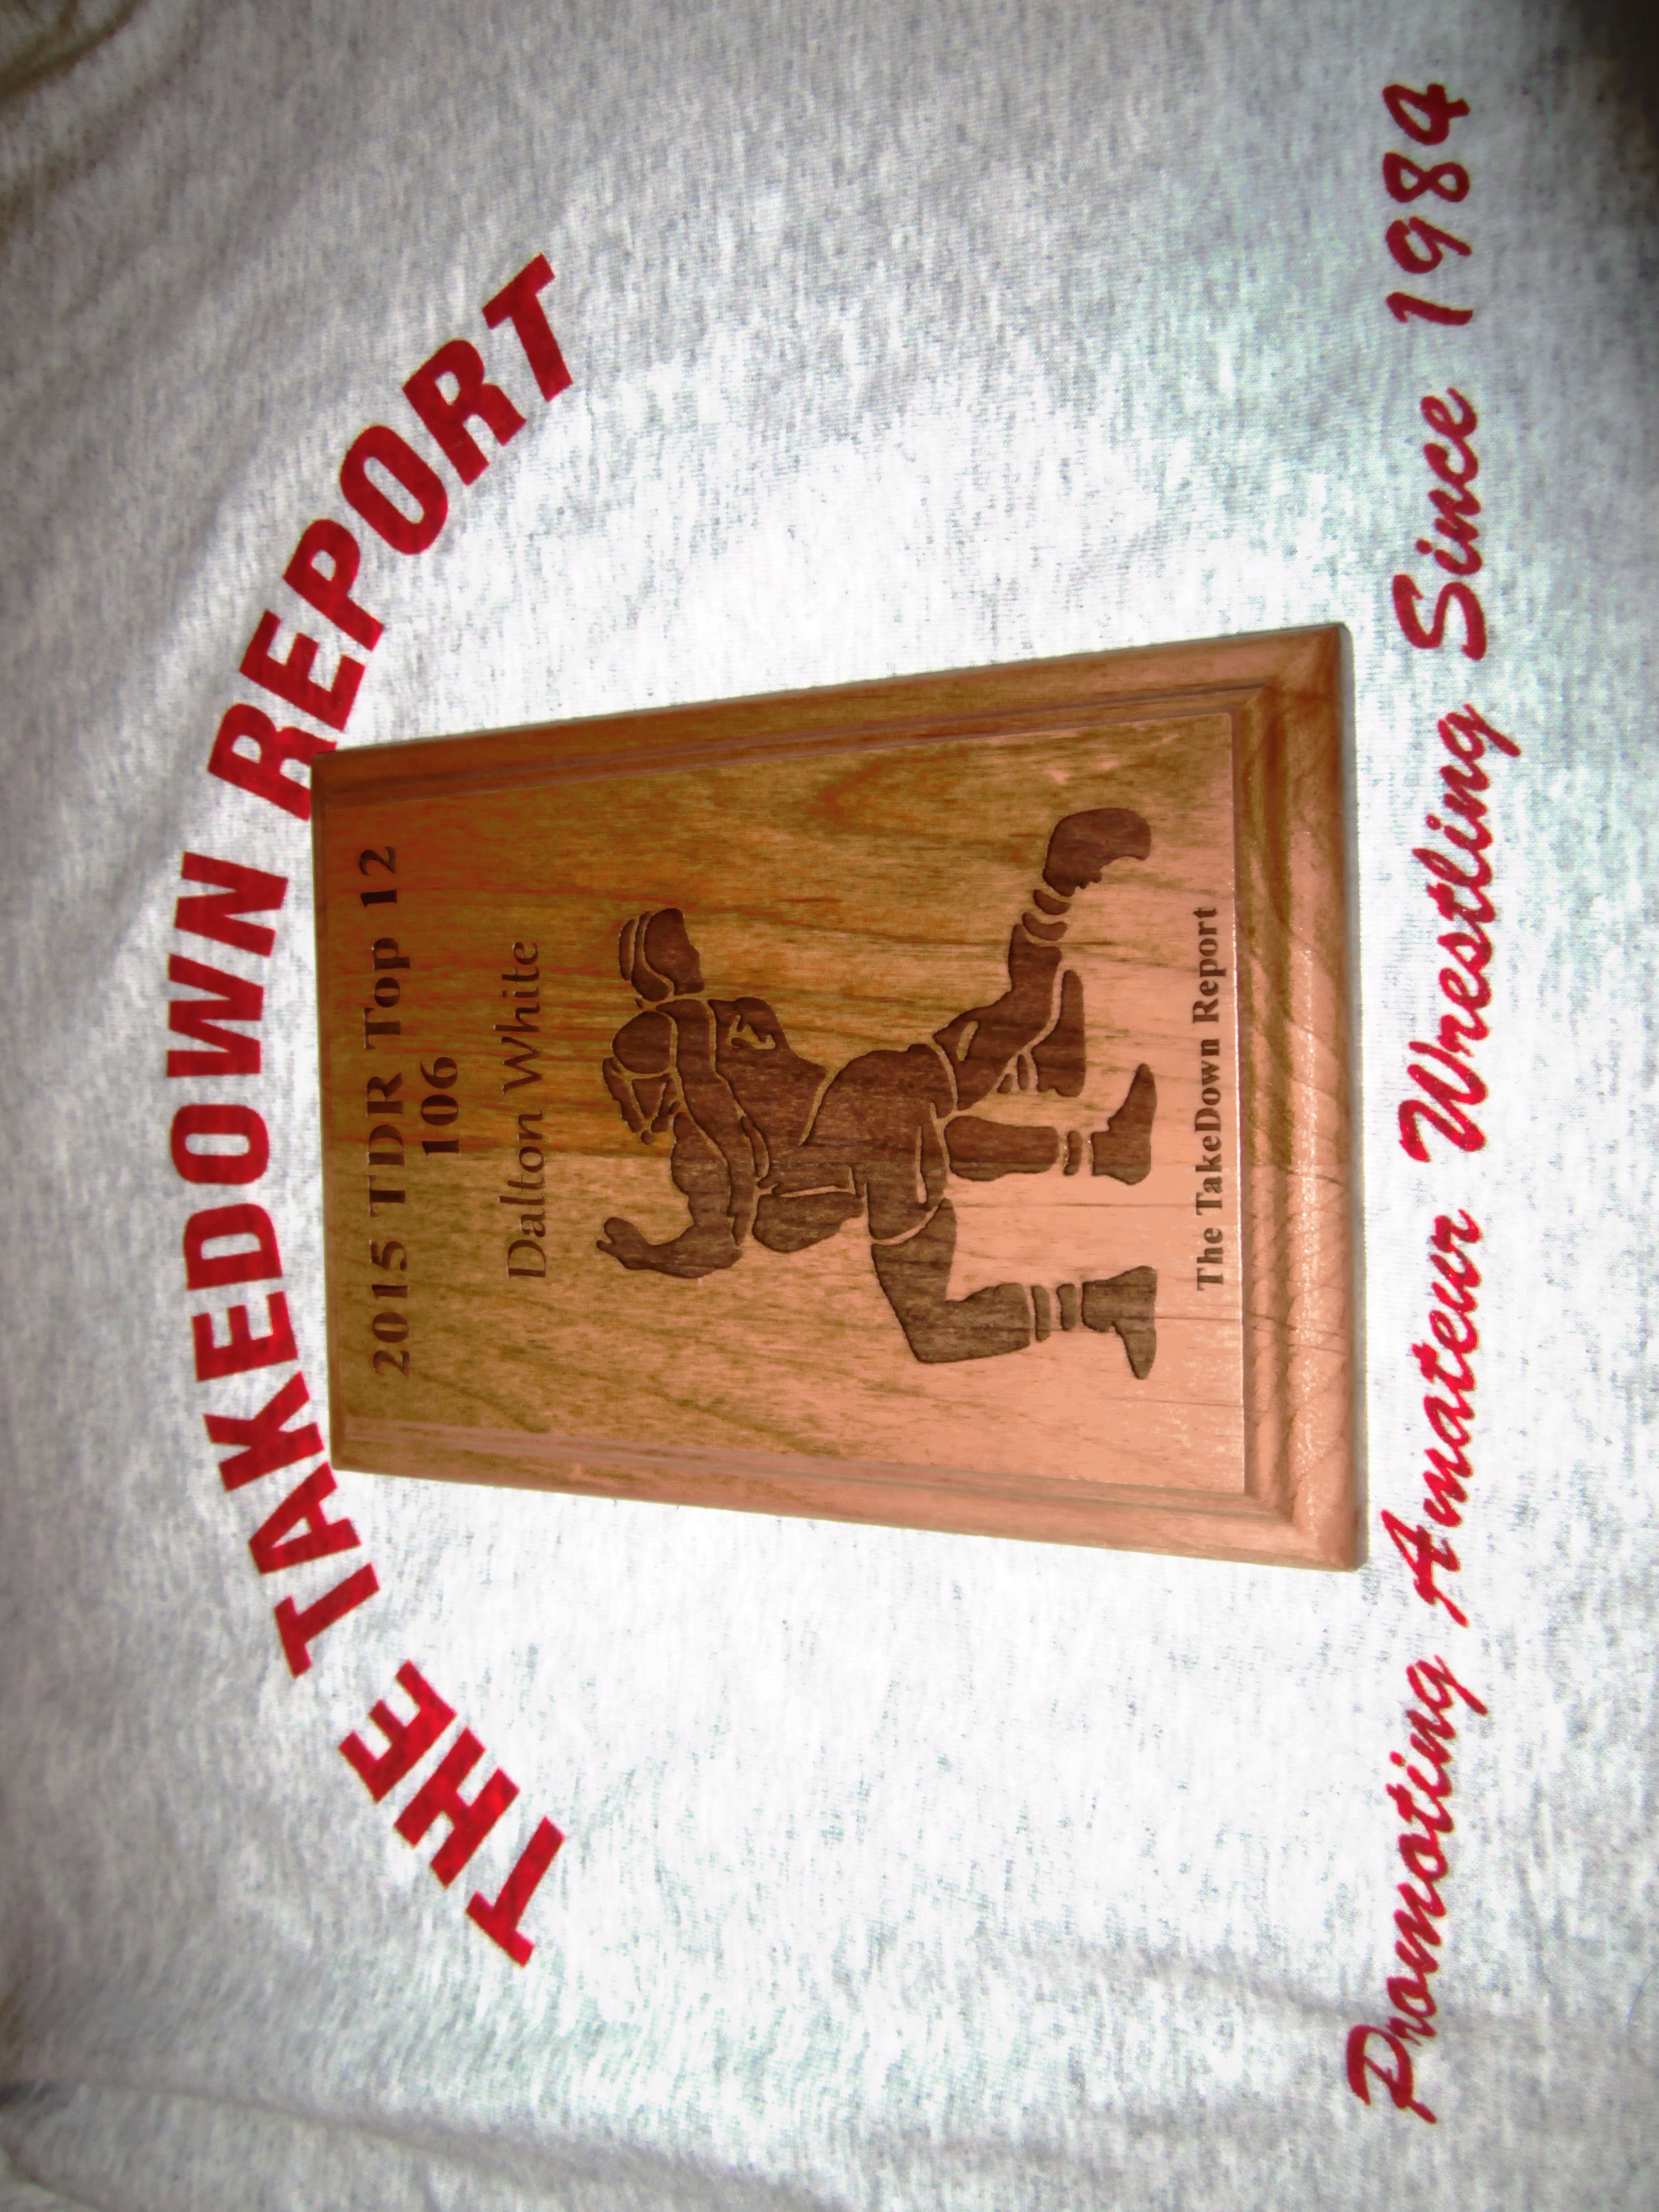 THE TAKEDOWN REPORT
2015 TDR Top 12
106
Dalton White
The TakeDown Report
Promoting Amateur Wrestling Since 1984